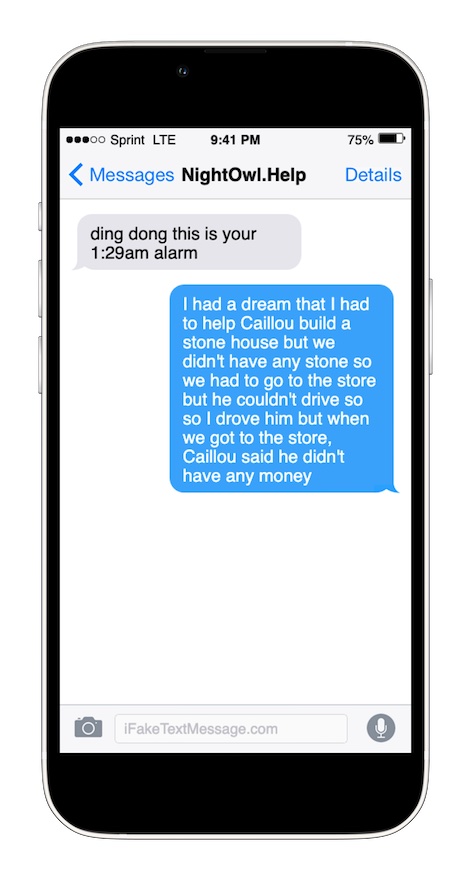 Sprint LTE 9:41 PM 75%
Messages NightOwl.Help Details
ding dong this is your
1:29am alarm
I had a dream that I had
to help Caillou build a
stone house but we
didn't have any stone so
we had to go to the store
but he couldn't drive so
so I drove him but when
we got to the store,
Caillou said he didn't
have any money
iFakeTextMessage.com